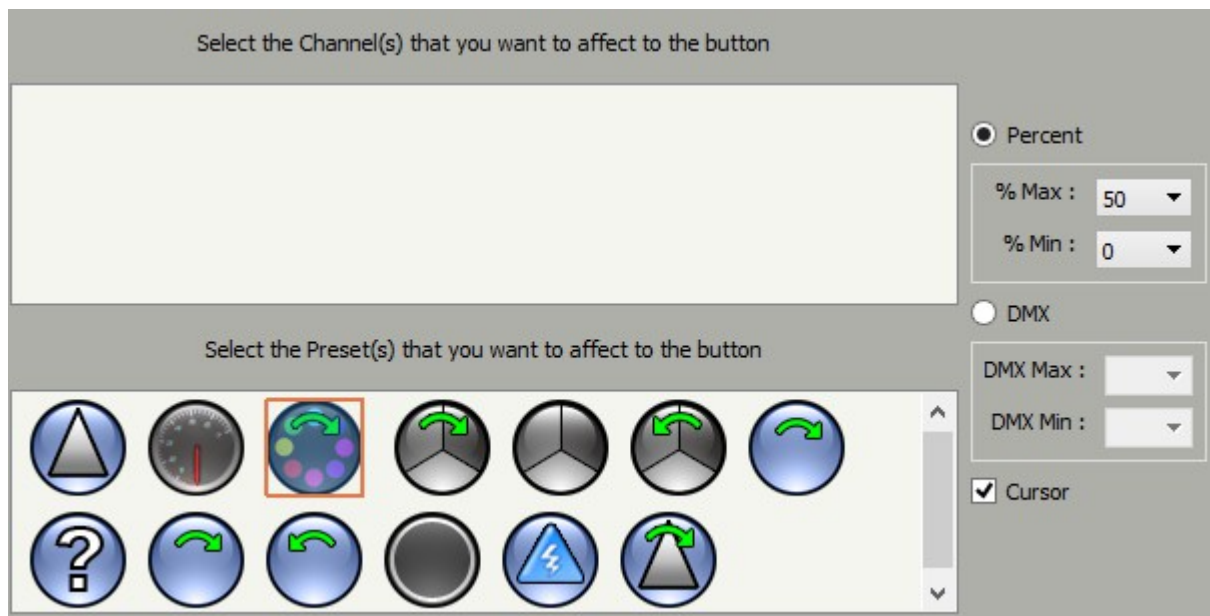 Select the Channel(s) that you want to affect to the button
Percent
% Max : 50
% Min : 0
DMX
Select the Preset(s) that you want to affect to the button
DMX Max :
DMX Min :
?
Cursor